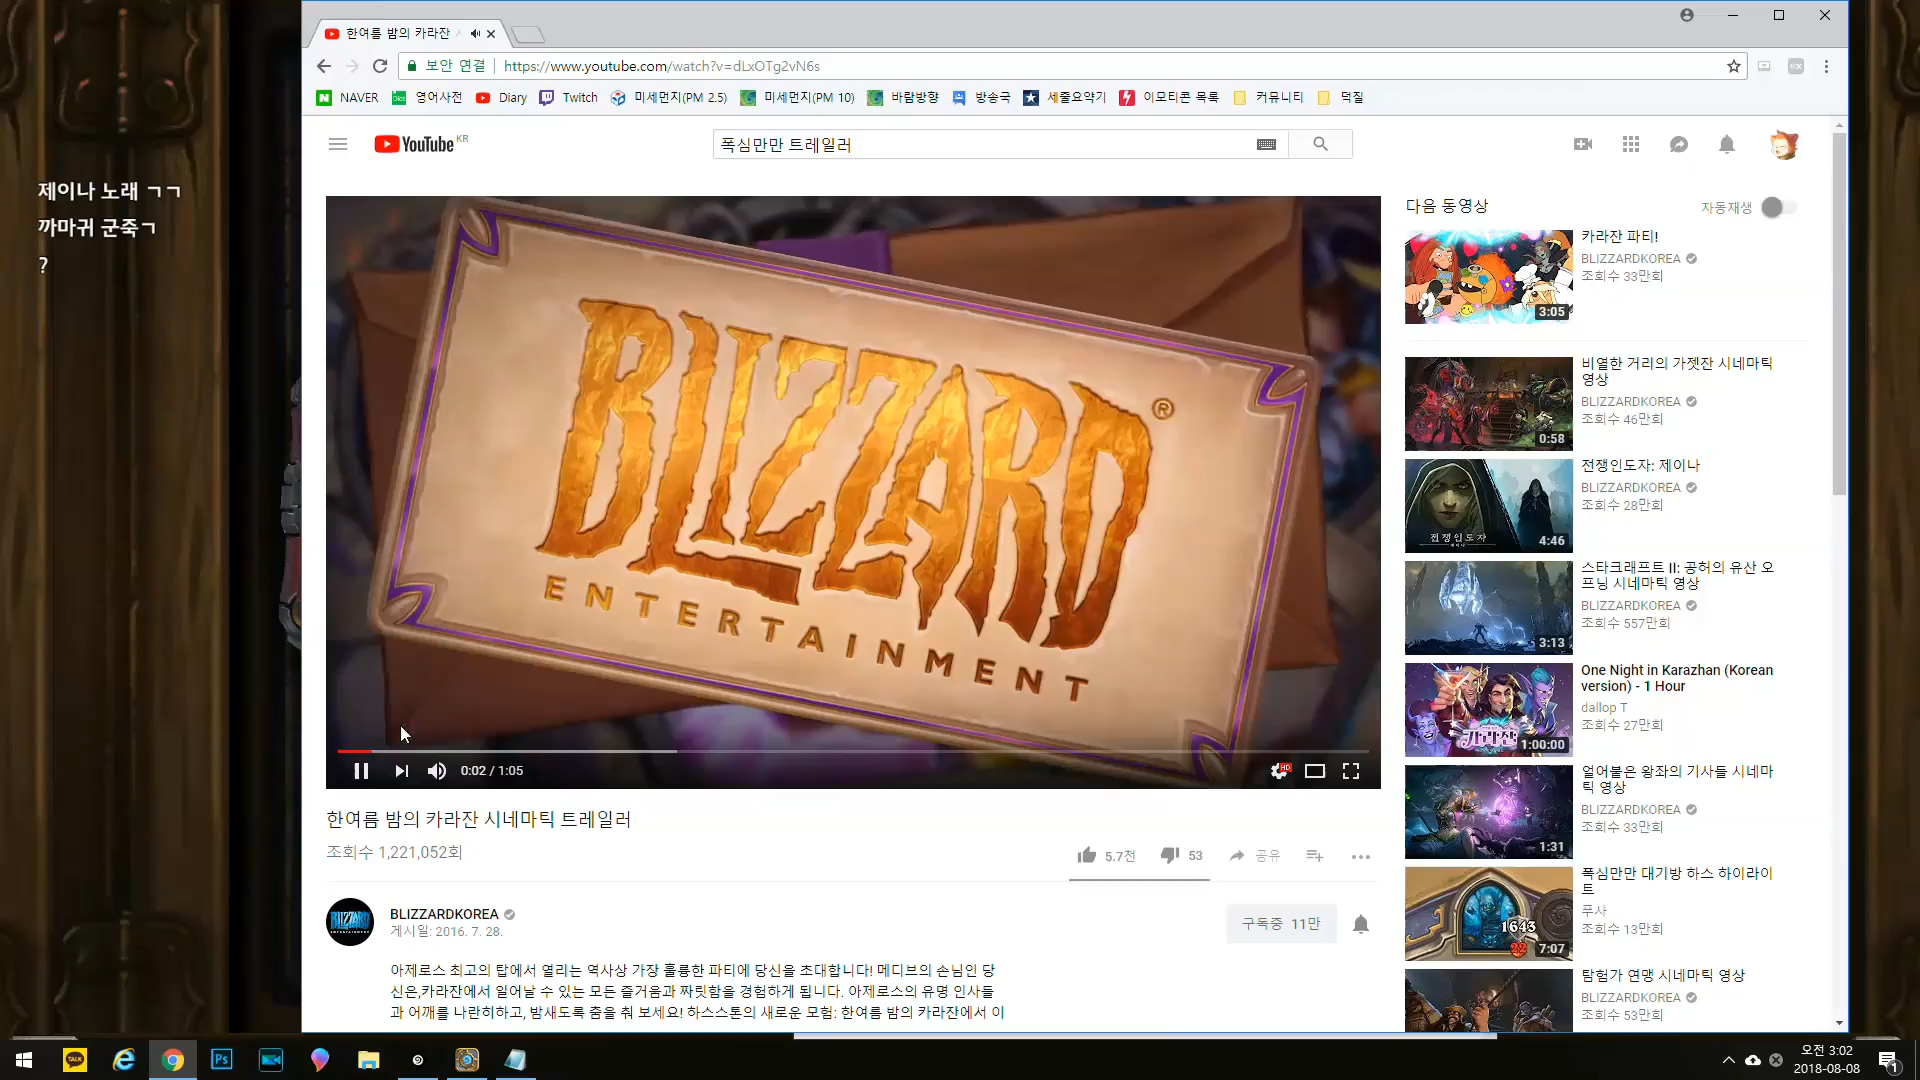 한여름 밤의 카라잔
보안 연결 https://www.youtube.com/watch?v=dLxOTg2vN6s
NAVER 영어사전 Diary Twitch 미세먼지(PM 2.5) 미세먼지(PM 10) 바람방향 방송국 세줄요약기 이모티콘 목록 커뮤니티 덕질
YouTube KR
폭심만만 트레일러
제이나 노래 ㄱㄱ
까마귀 군죽ㄱ
?
BLIZZARD®
ENTERTAINMENT
0:02 / 1:05
HD
한여름 밤의 카라잔 시네마틱 트레일러
조회수 1,221,052회
5.7천 53 공유
BLIZZARD
ENTERTAINMENT
BLIZZARDKOREA
게시일: 2016. 7. 28.
구독중 11만
아제로스 최고의 탑에서 열리는 역사상 가장 훌륭한 파티에 당신을 초대합니다! 메디브의 손님인 당
신은,카라잔에서 일어날 수 있는 모든 즐거움과 짜릿함을 경험하게 됩니다. 아제로스의 유명 인사들
과 어깨를 나란히하고, 밤새도록 춤을 춰 보세요! 하스스톤의 새로운 모험: 한여름 밤의 카라잔에서 이
다음 동영상
자동재생
카라잔 파티!
BLIZZARDKOREA
조회수 33만회
3:05
비열한 거리의 가젯잔 시네마틱
영상
BLIZZARDKOREA
조회수 46만회
0:58
전쟁인도자: 제이나
BLIZZARDKOREA
조회수 28만회
전쟁인도자
4:46
스타크래프트 II: 공허의 유산 오
프닝 시네마틱 영상
BLIZZARDKOREA
조회수 557만회
3:13
One Night in Karazhan (Korean
version) - 1 Hour
dallop T
조회수 27만회
카라잔
1:00:00
얼어붙은 왕좌의 기사들 시네마
틱 영상
BLIZZARDKOREA
조회수 33만회
1:31
폭심만만 대기방 하스 하이라이
트
푸사
조회수 13만회
1643
22
7:07
탐험가 연맹 시네마틱 영상
BLIZZARDKOREA
조회수 53만회
TALK
Ps
오전 3:02
2018-08-08
1